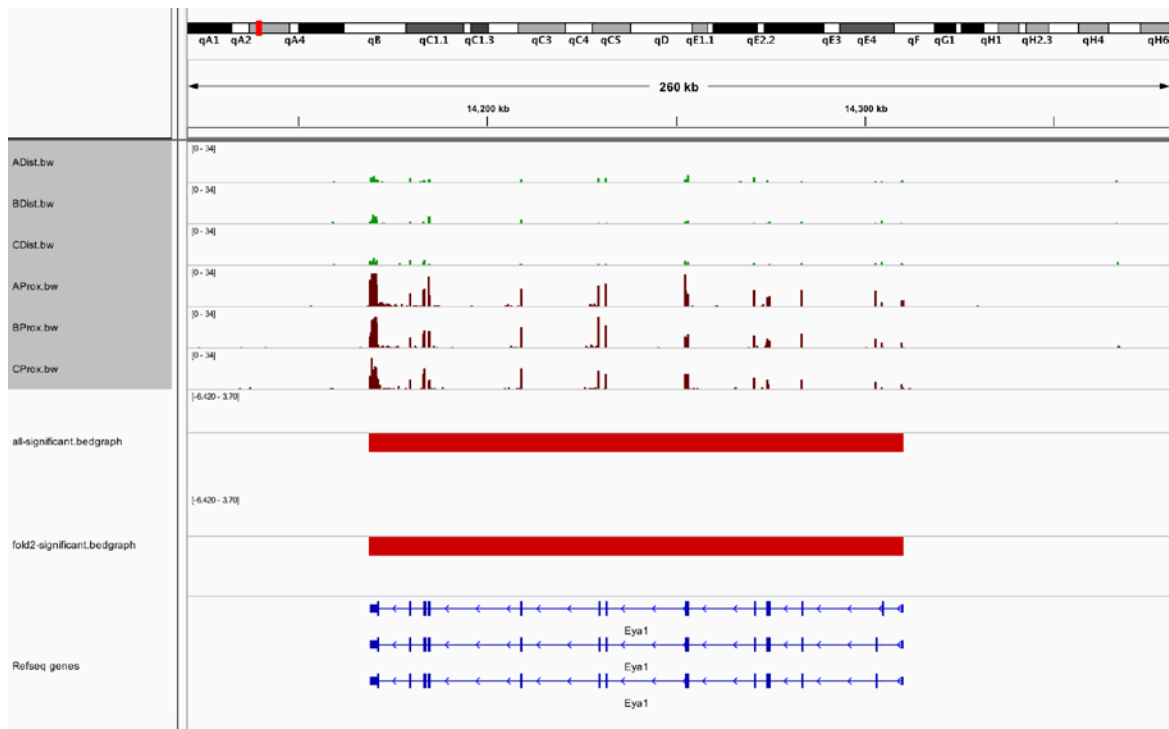 qA1 qA2 qA4 qB qC1.1 qC1.3 qC3 qC4 qC5 qD qE1.1 qE2.2 qE3 qE4 qF qG1 qH1 qH2.3 qH4 qH6
260 kb
14,200 kb 14,300 kb
ADist.bw [0 - 34]
BDist.bw [0 - 34]
CDist.bw [0 - 34]
AProx.bw [0 - 34]
BProx.bw [0 - 34]
CProx.bw [0 - 34]
[-6.420 - 3.70]
all-significant.bedgraph
[-6.420 - 3.70]
fold2-significant.bedgraph
Eya1
Refseq genes Eya1
Eya1